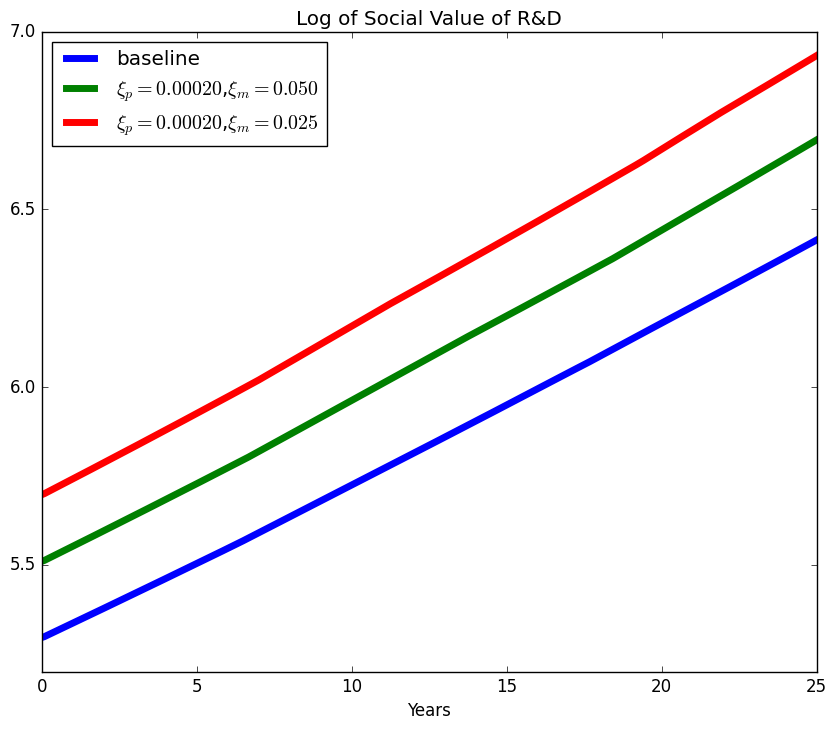 Log of Social Value of R&D
7.0
baseline
ξp = 0.00020,ξm = 0.050
ξp = 0.00020,ξm = 0.025
6.5
6.0
5.5
0 5 10 15 20 25
Years